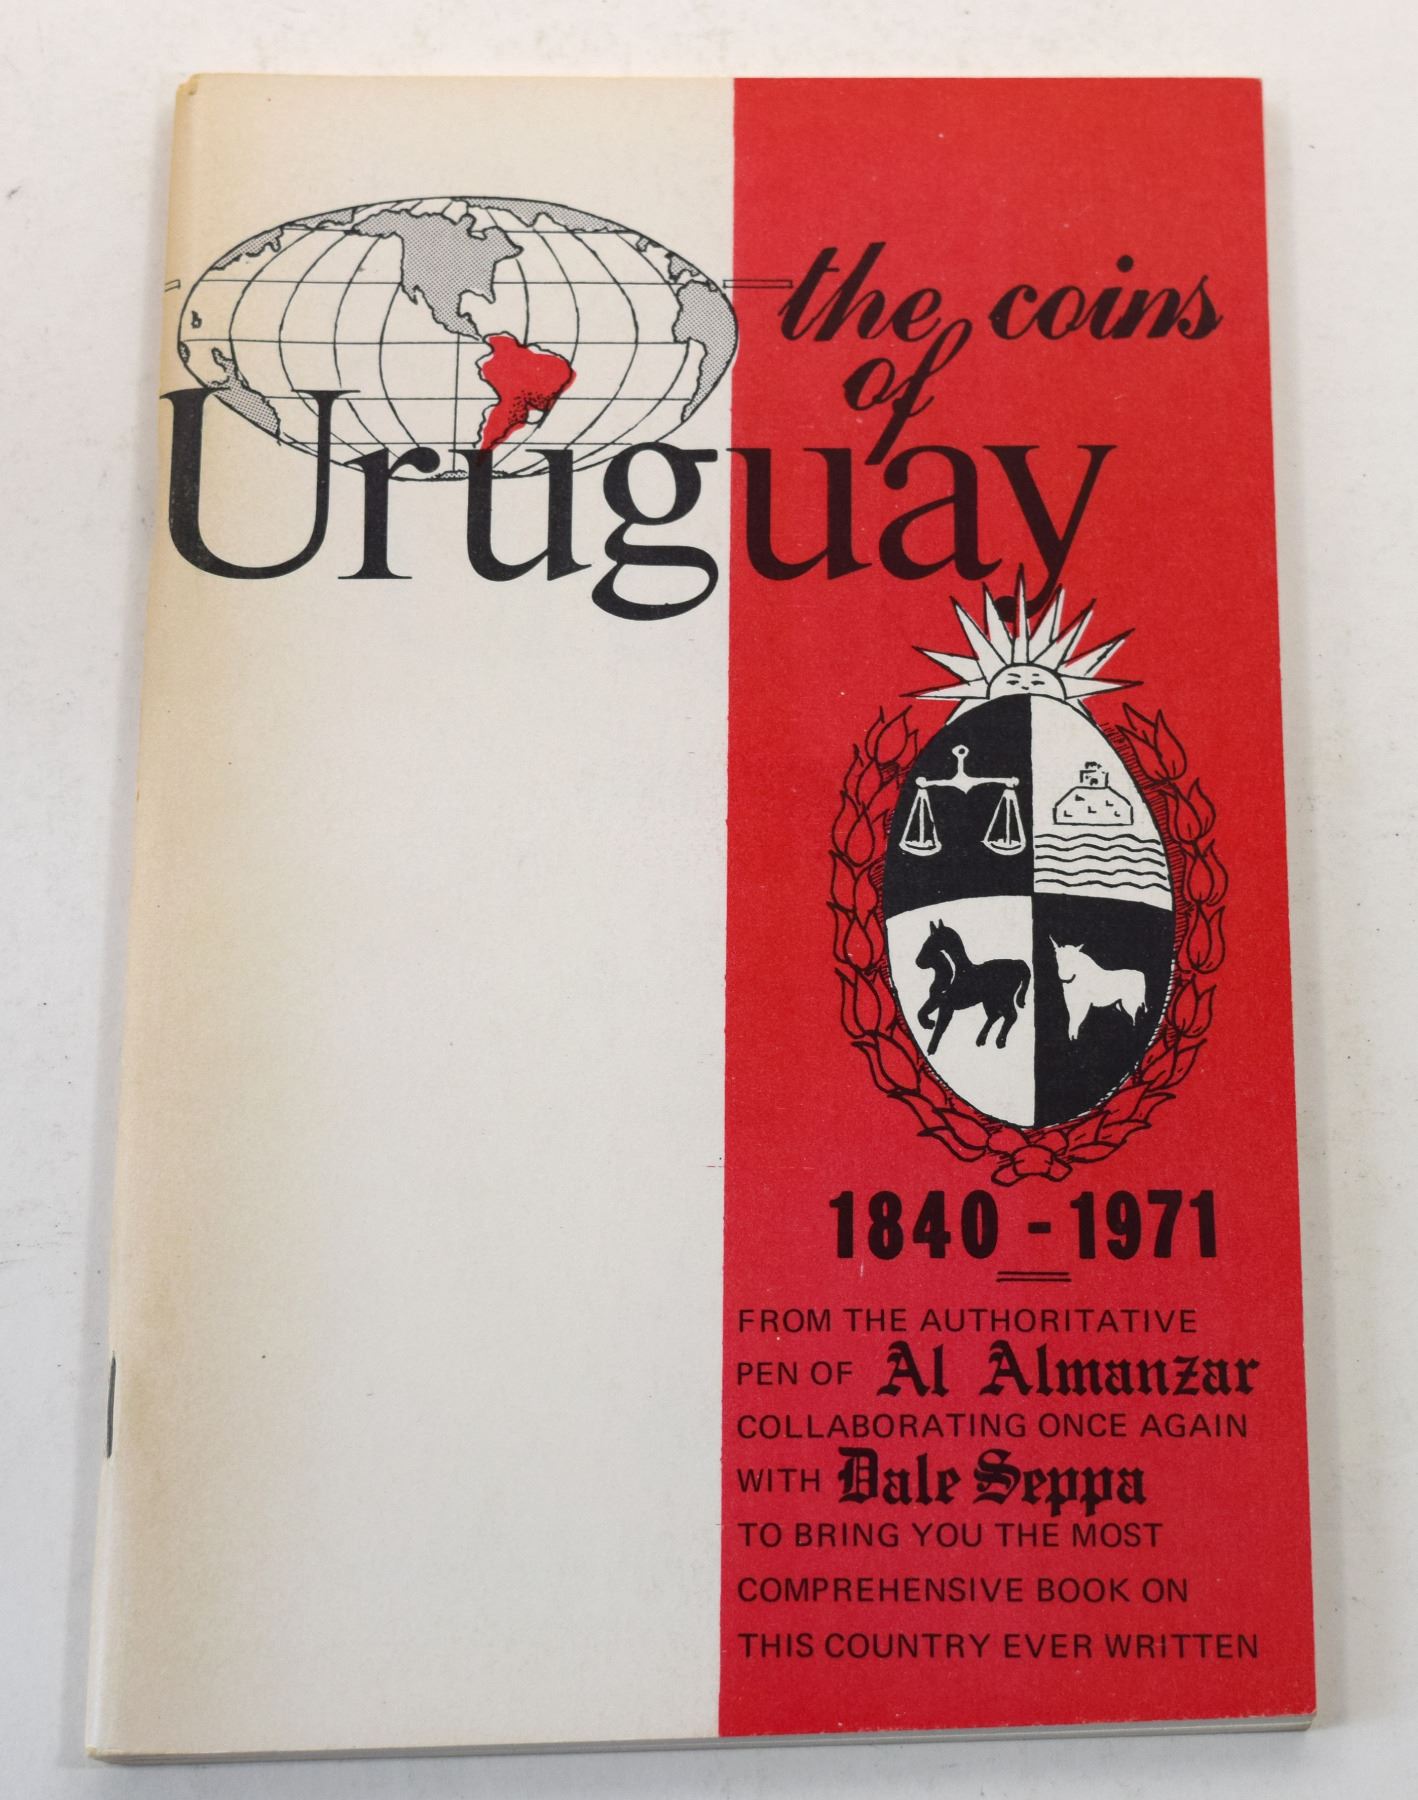 the coins
of
Uruguay
1840 - 1971
FROM THE AUTHORITATIVE
PEN OF Al Almanzar
COLLABORATING ONCE AGAIN
WITH Dale Seppa
TO BRING YOU THE MOST
COMPREHENSIVE BOOK ON
THIS COUNTRY EVER WRITTEN